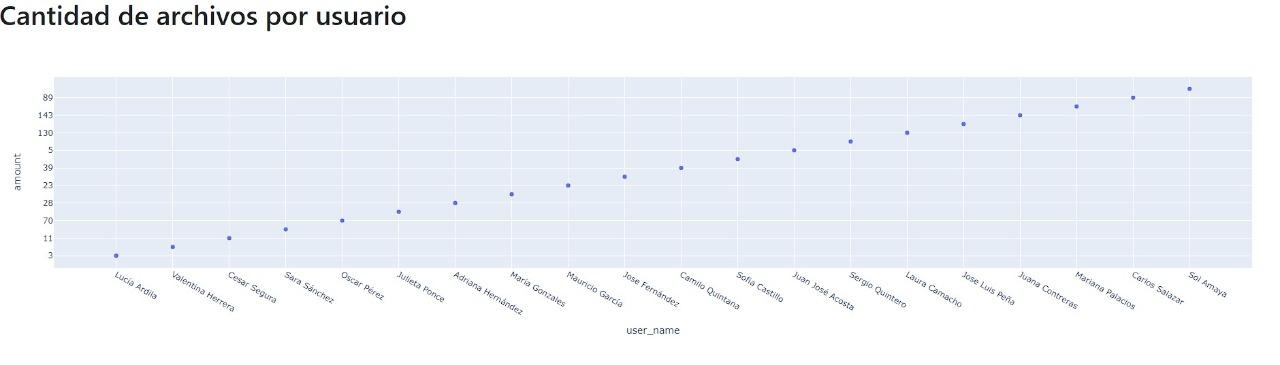 Cantidad de archivos por usuario
89
143
130
5
39
23
28
70
11
3
amount
Lucía Ardila
Valentina Herrera
Cesar Segura
Sara Sánchez
Oscar Pérez
Julieta Ponce
Adriana Hernández
María Gonzales
Mauricio García
Jose Fernández
Camilo Quintana
Sofia Castillo
Juan José Acosta
Sergio Quintero
Laura Camacho
Jose Luis Peña
Juana Contreras
Mariana Palacios
Carlos Salazar
Sol Amaya
user_name